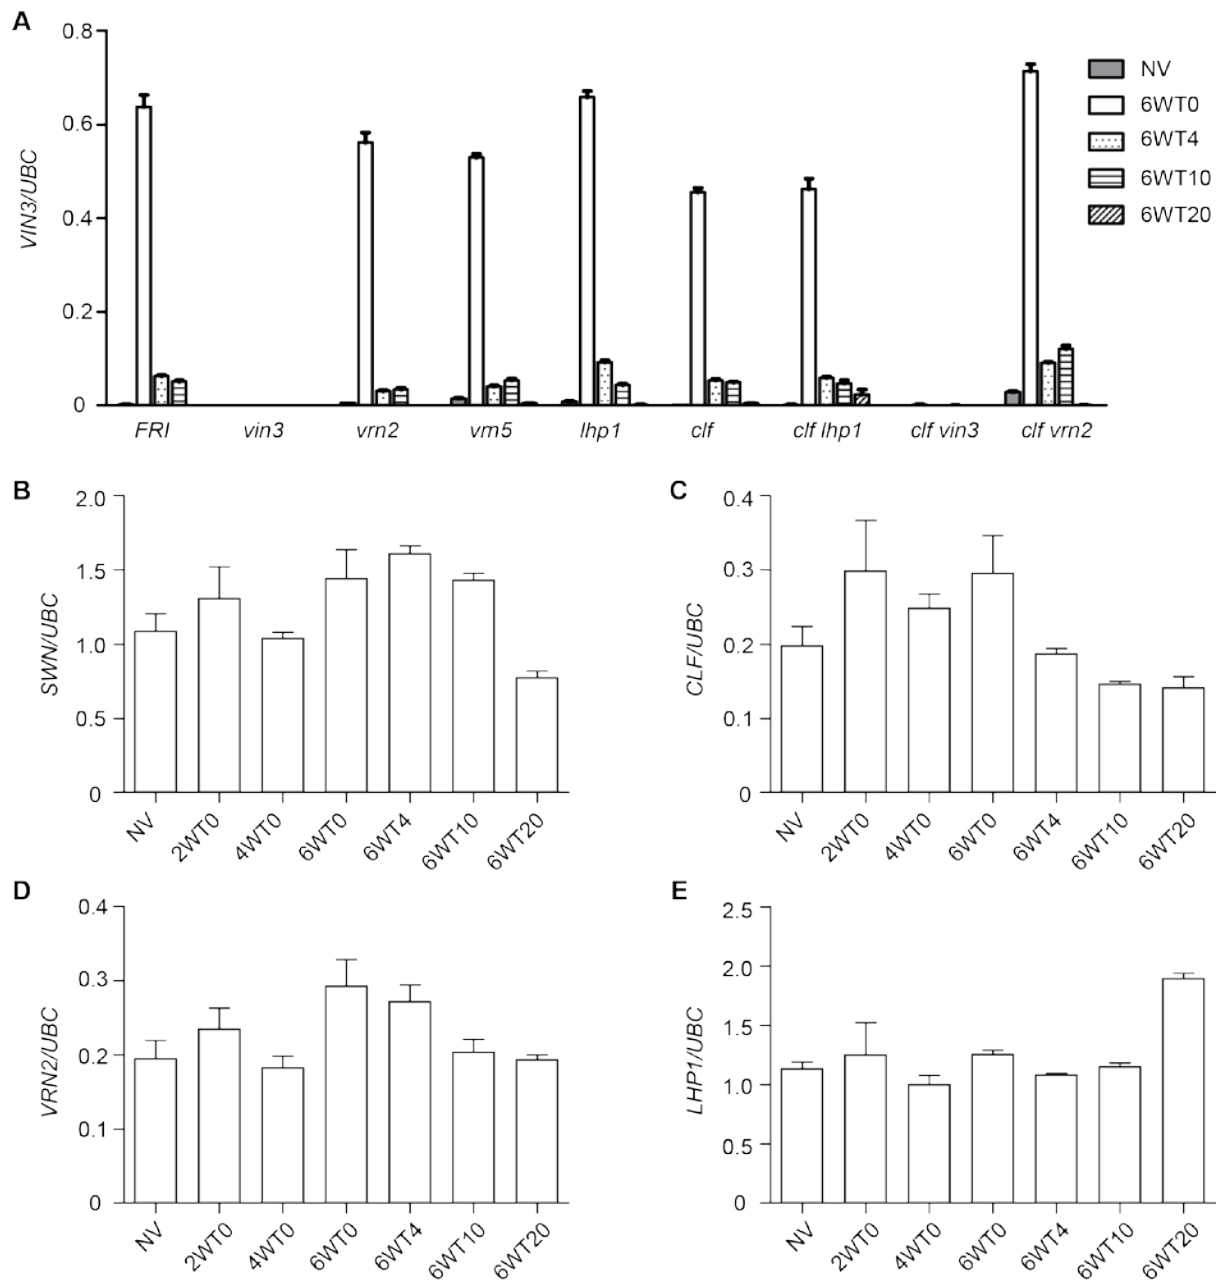 A
VIN3/UBC
0.8
0.6
0.4
0.2
0
FRI vin3 vrn2 vrn5 lhp1 clf clf lhp1 clf vin3 clf vrn2
NV
6WT0
6WT4
6WT10
6WT20
B
SWN/UBC
2.0
1.5
1.0
0.5
0
NV 2WT0 4WT0 6WT0 6WT4 6WT10 6WT20
C
CLF/UBC
0.4
0.3
0.2
0.1
0
NV 2WT0 4WT0 6WT0 6WT4 6WT10 6WT20
D
VRN2/UBC
0.4
0.3
0.2
0.1
0
NV 2WT0 4WT0 6WT0 6WT4 6WT10 6WT20
E
LHP1/UBC
2.5
2.0
1.5
1.0
0.5
0
NV 2WT0 4WT0 6WT0 6WT4 6WT10 6WT20